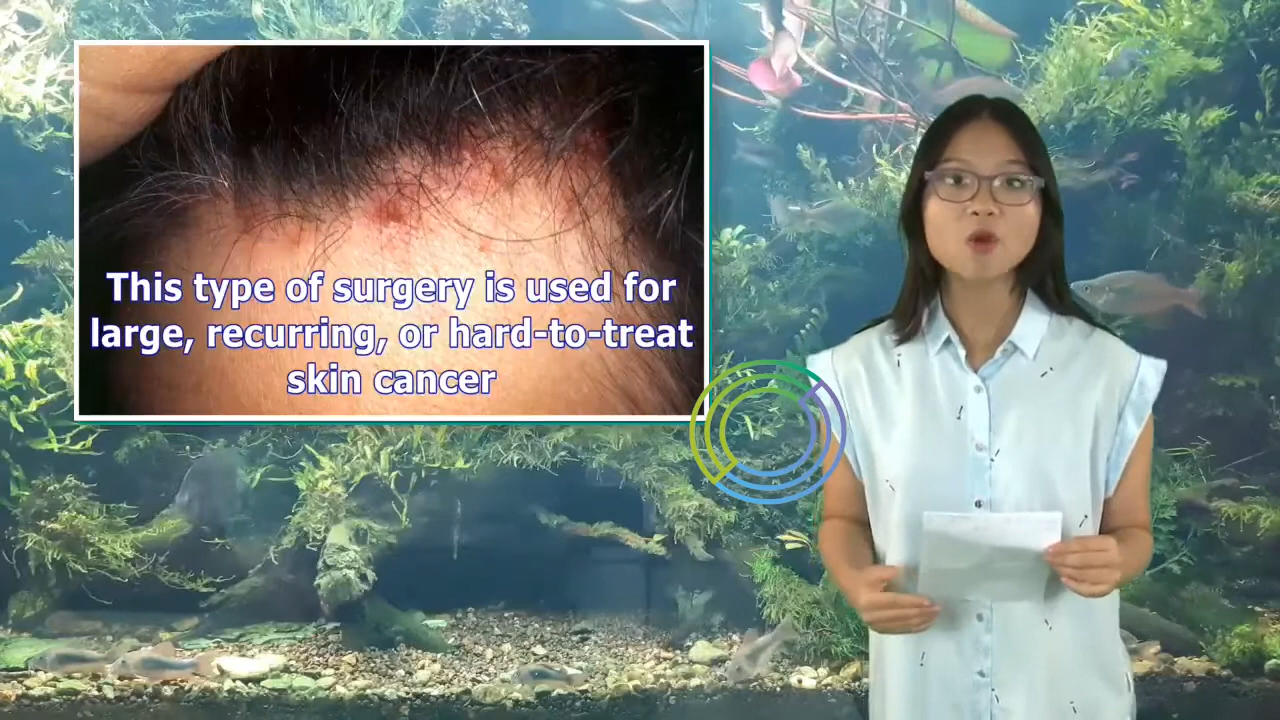 This type of surgery is used for
large, recurring, or hard-to-treat
skin cancer